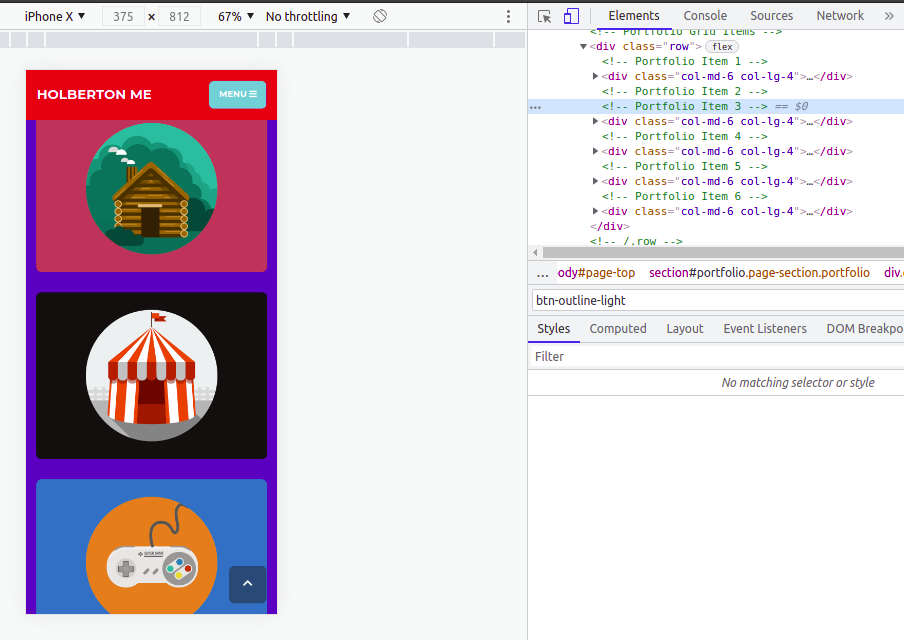 iPhone X ▼ 375 × 812 67% ▼ No throttling ▼
HOLBERTON ME
MENU
Elements Console Sources Network »
<!-- Portfolio Grid Items -->
▼<div class="row"> flex
<!-- Portfolio Item 1 -->
▶<div class="col-md-6 col-lg-4">…</div>
<!-- Portfolio Item 2 -->
<!-- Portfolio Item 3 --> == $0
▶<div class="col-md-6 col-lg-4">…</div>
<!-- Portfolio Item 4 -->
▶<div class="col-md-6 col-lg-4">…</div>
<!-- Portfolio Item 5 -->
▶<div class="col-md-6 col-lg-4">…</div>
<!-- Portfolio Item 6 -->
▶<div class="col-md-6 col-lg-4">…</div>
</div>
<!-- /.row -->
... ody#page-top section#portfolio.page-section.portfolio div.
btn-outline-light
Styles Computed Layout Event Listeners DOM Breakpo
Filter
No matching selector or style